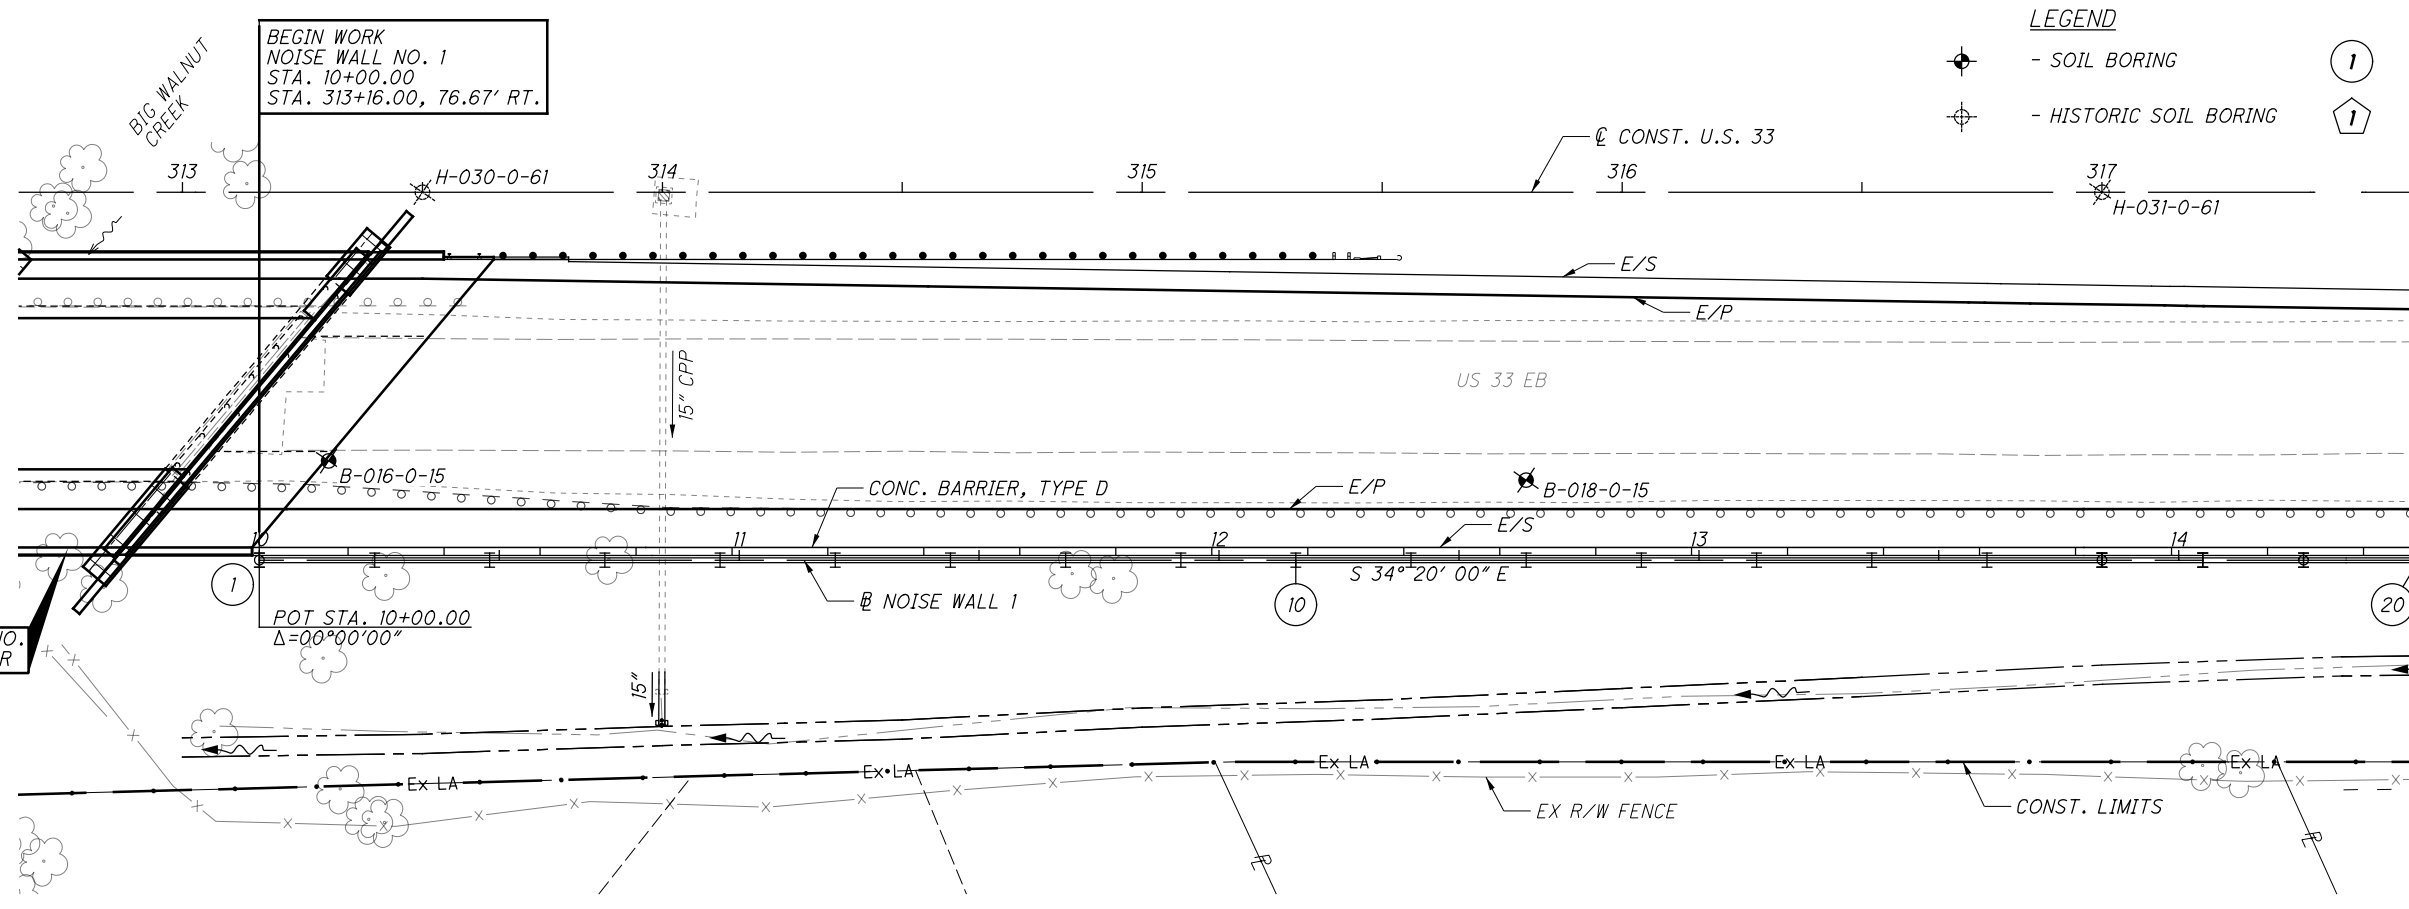 BEGIN WORK
NOISE WALL NO. 1
STA. 10+00.00
STA. 313+16.00, 76.67' RT.
BIG WALNUT
CREEK
LEGEND
- SOIL BORING
1
- HISTORIC SOIL BORING
1
℄ CONST. U.S. 33
313
314
315
316
317
H-030-0-61
H-031-0-61
E/S
E/P
15" CPP
US 33 EB
B-016-0-15
CONC. BARRIER, TYPE D
E/P
B-018-0-15
E/S
10
11
12
13
14
1
S 34° 20' 00" E
BL NOISE WALL 1
10
20
POT STA. 10+00.00
Δ=00°00'00"
NO.
R
15"
Ex LA
Ex LA
Ex LA
Ex LA
Ex LA
EX R/W FENCE
CONST. LIMITS
PL
PL